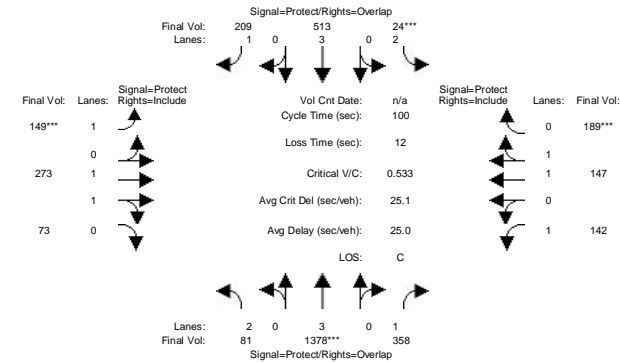 Signal=Protect/Rights=Overlap
Final Vol: 209 513 24***
Lanes: 1 0 3 0 2
Signal=Protect
Final Vol: Lanes: Rights=Include
Vol Cnt Date: n/a
Signal=Protect
Rights=Include Lanes: Final Vol:
Cycle Time (sec): 100
149*** 1
0 189***
Loss Time (sec): 12
0
1
273 1
Critical V/C: 0.533
1 147
1
Avg Crit Del (sec/veh): 25.1
0
73 0
Avg Delay (sec/veh): 25.0
1 142
LOS: C
Lanes: 2 0 3 0 1
Final Vol: 81 1378*** 358
Signal=Protect/Rights=Overlap